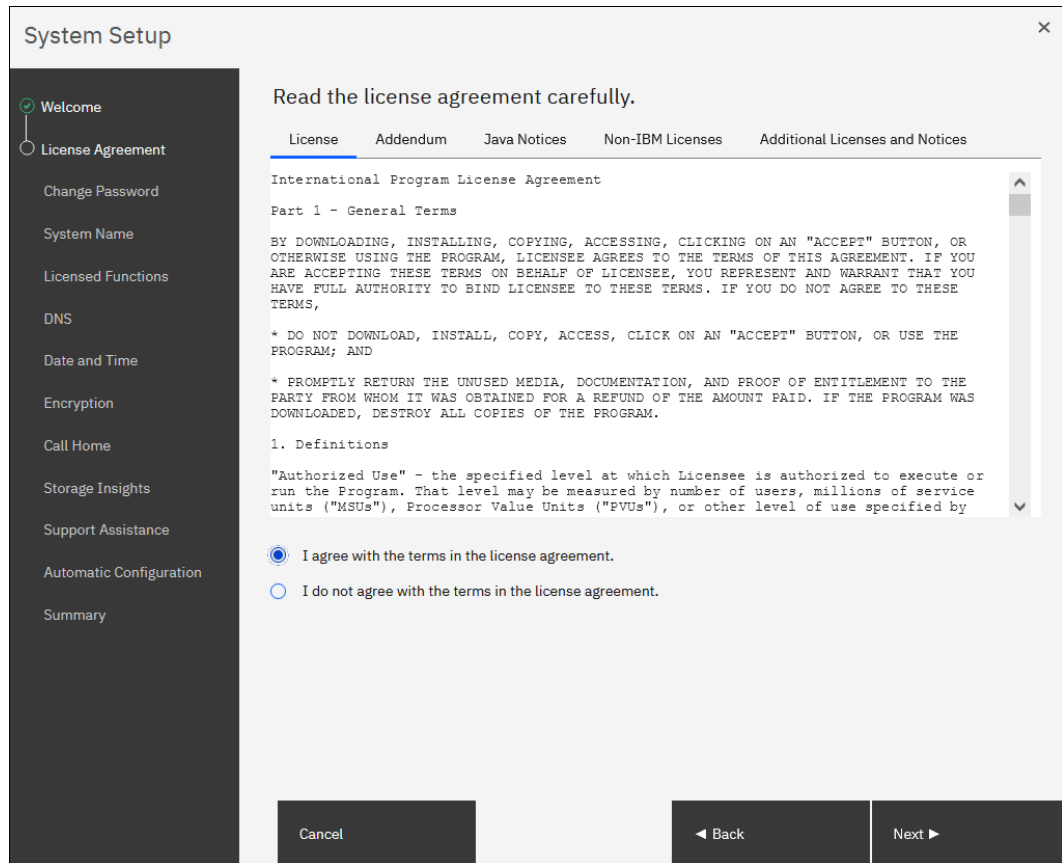 System Setup
Welcome
License Agreement
Change Password
System Name
Licensed Functions
DNS
Date and Time
Encryption
Call Home
Storage Insights
Support Assistance
Automatic Configuration
Summary
Read the license agreement carefully.
License Addendum Java Notices Non-IBM Licenses Additional Licenses and Notices
International Program License Agreement
Part 1 - General Terms
BY DOWNLOADING, INSTALLING, COPYING, ACCESSING, CLICKING ON AN "ACCEPT" BUTTON, OR
OTHERWISE USING THE PROGRAM, LICENSEE AGREES TO THE TERMS OF THIS AGREEMENT. IF YOU
ARE ACCEPTING THESE TERMS ON BEHALF OF LICENSEE, YOU REPRESENT AND WARRANT THAT YOU
HAVE FULL AUTHORITY TO BIND LICENSEE TO THESE TERMS. IF YOU DO NOT AGREE TO THESE
TERMS,
* DO NOT DOWNLOAD, INSTALL, COPY, ACCESS, CLICK ON AN "ACCEPT" BUTTON, OR USE THE
PROGRAM; AND
* PROMPTLY RETURN THE UNUSED MEDIA, DOCUMENTATION, AND PROOF OF ENTITLEMENT TO THE
PARTY FROM WHOM IT WAS OBTAINED FOR A REFUND OF THE AMOUNT PAID. IF THE PROGRAM WAS
DOWNLOADED, DESTROY ALL COPIES OF THE PROGRAM.
1. Definitions
"Authorized Use" - the specified level at which Licensee is authorized to execute or
run the Program. That level may be measured by number of users, millions of service
units ("MSUs"), Processor Value Units ("PVUs"), or other level of use specified by
I agree with the terms in the license agreement.
I do not agree with the terms in the license agreement.
Cancel
◄ Back
Next ►